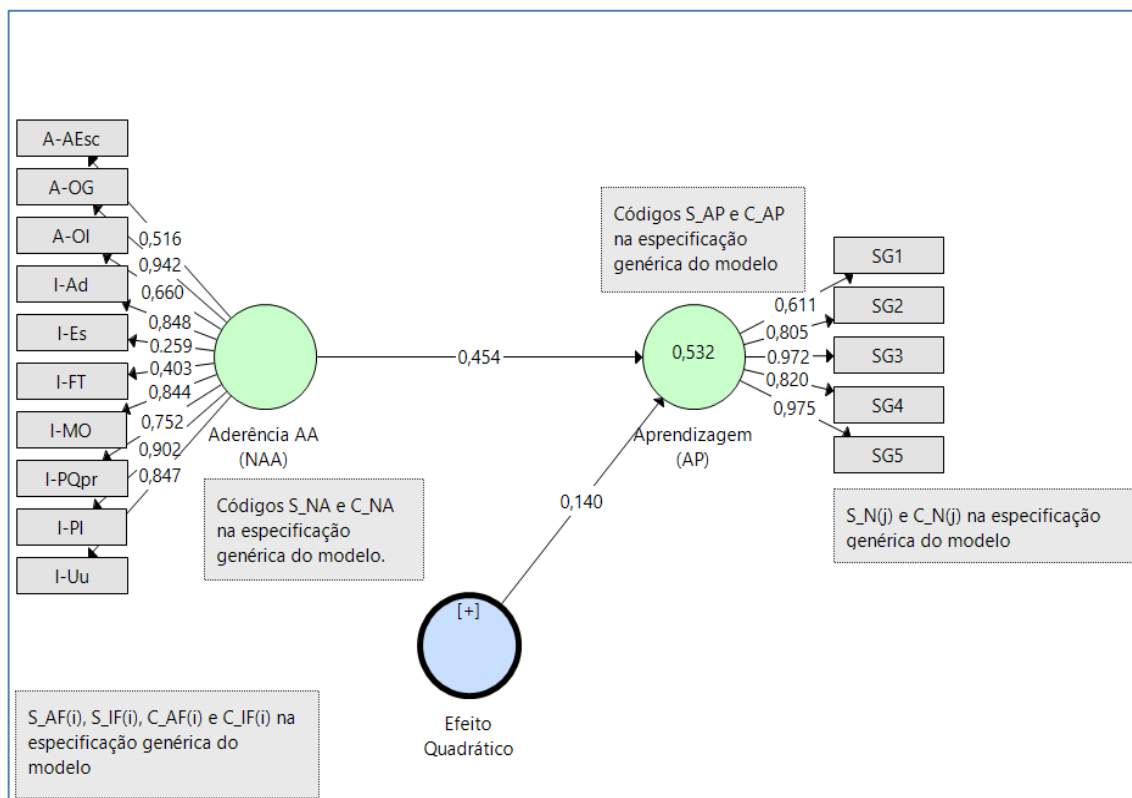 A-AEsc
A-OG
A-OI
I-Ad
I-Es
I-FT
I-MO
I-PQpr
I-PI
I-Uu
0,516
0,942
0,660
0,848
0.259
0,403
0,844
0,752
0,902
0,847
Aderência AA
(NAA)
Códigos S_NA e C_NA
na especificação
genérica do modelo.
0,454
0,140
[+]
Efeito
Quadrático
Códigos S_AP e C_AP
na especificação
genérica do modelo
0,532
Aprendizagem
(AP)
0,611
0,805
0.972
0,820
0,975
SG1
SG2
SG3
SG4
SG5
S_N(j) e C_N(j) na especificação
genérica do modelo
S_AF(i), S_IF(i), C_AF(i) e C_IF(i) na
especificação genérica do
modelo